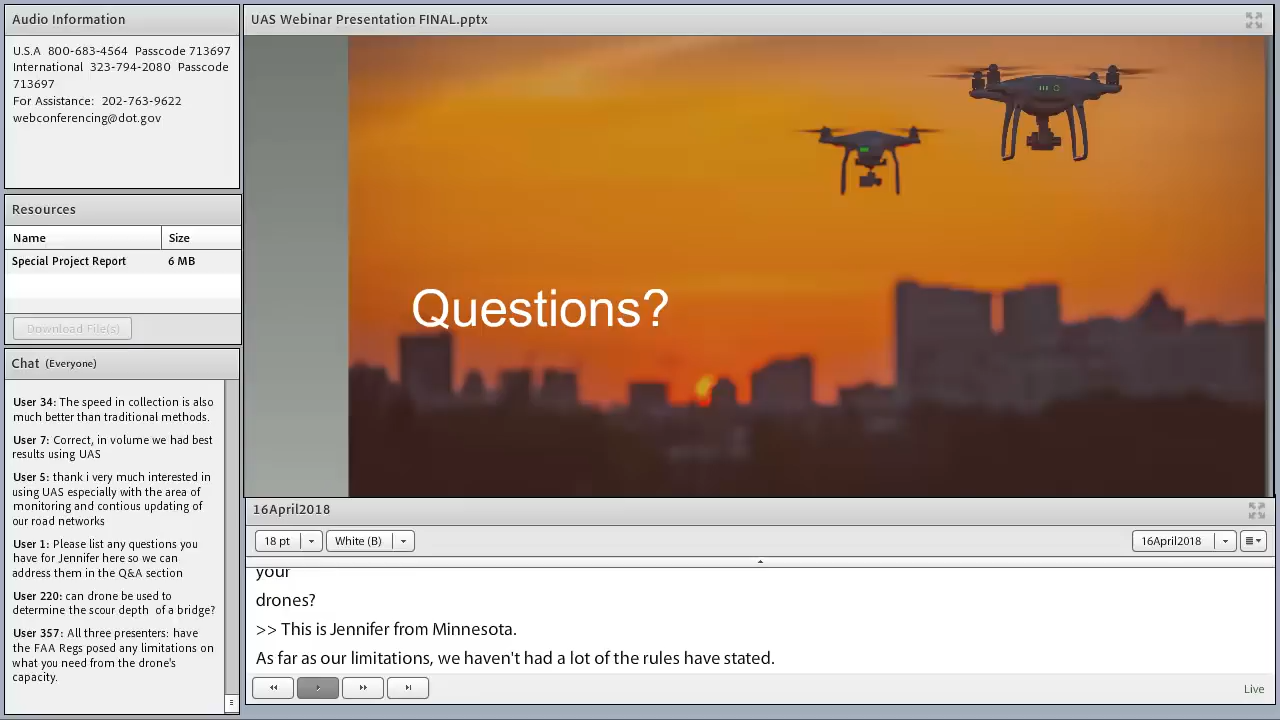 Audio Information
U.S.A 800-683-4564 Passcode 713697
International 323-794-2080 Passcode
713697
For Assistance: 202-763-9622
webconferencing@dot.gov
Resources
Name Size
Special Project Report 6 MB
Download File(s)
Chat (Everyone)
User 34: The speed in collection is also
much better than traditional methods.
User 7: Correct, in volume we had best
results using UAS
User 5: thank i very much interested in
using UAS especially with the area of
monitoring and contious updating of
our road networks
User 1: Please list any questions you
have for Jennifer here so we can
address them in the Q&A section
User 220: can drone be used to
determine the scour depth of a bridge?
User 357: All three presenters: have
the FAA Regs posed any limitations on
what you need from the drone's
capacity.
UAS Webinar Presentation FINAL.pptx
Questions?
16April2018
18 pt White (B) 16April2018
your
drones?
>> This is Jennifer from Minnesota.
As far as our limitations, we haven't had a lot of the rules have stated.
Live